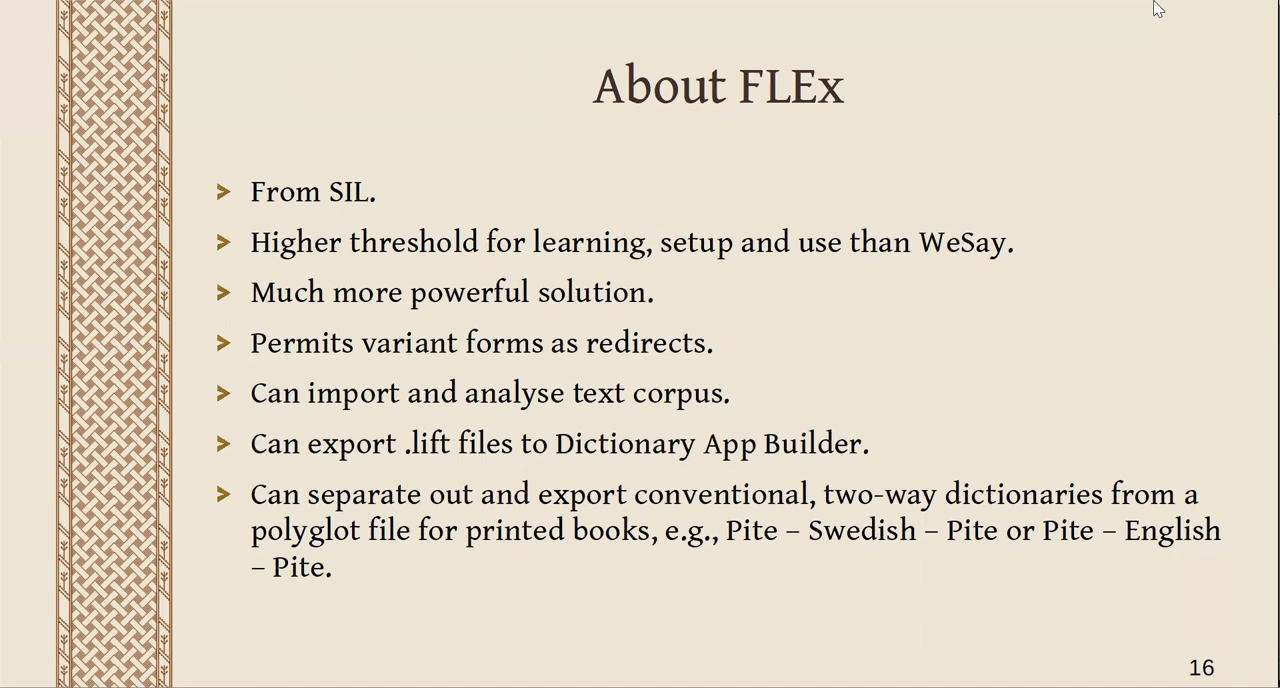 About FLEx
From SIL.
Higher threshold for learning, setup and use than WeSay.
Much more powerful solution.
Permits variant forms as redirects.
Can import and analyse text corpus.
Can export .lift files to Dictionary App Builder.
Can separate out and export conventional, two-way dictionaries from a
polyglot file for printed books, e.g., Pite – Swedish – Pite or Pite – English
– Pite.
16